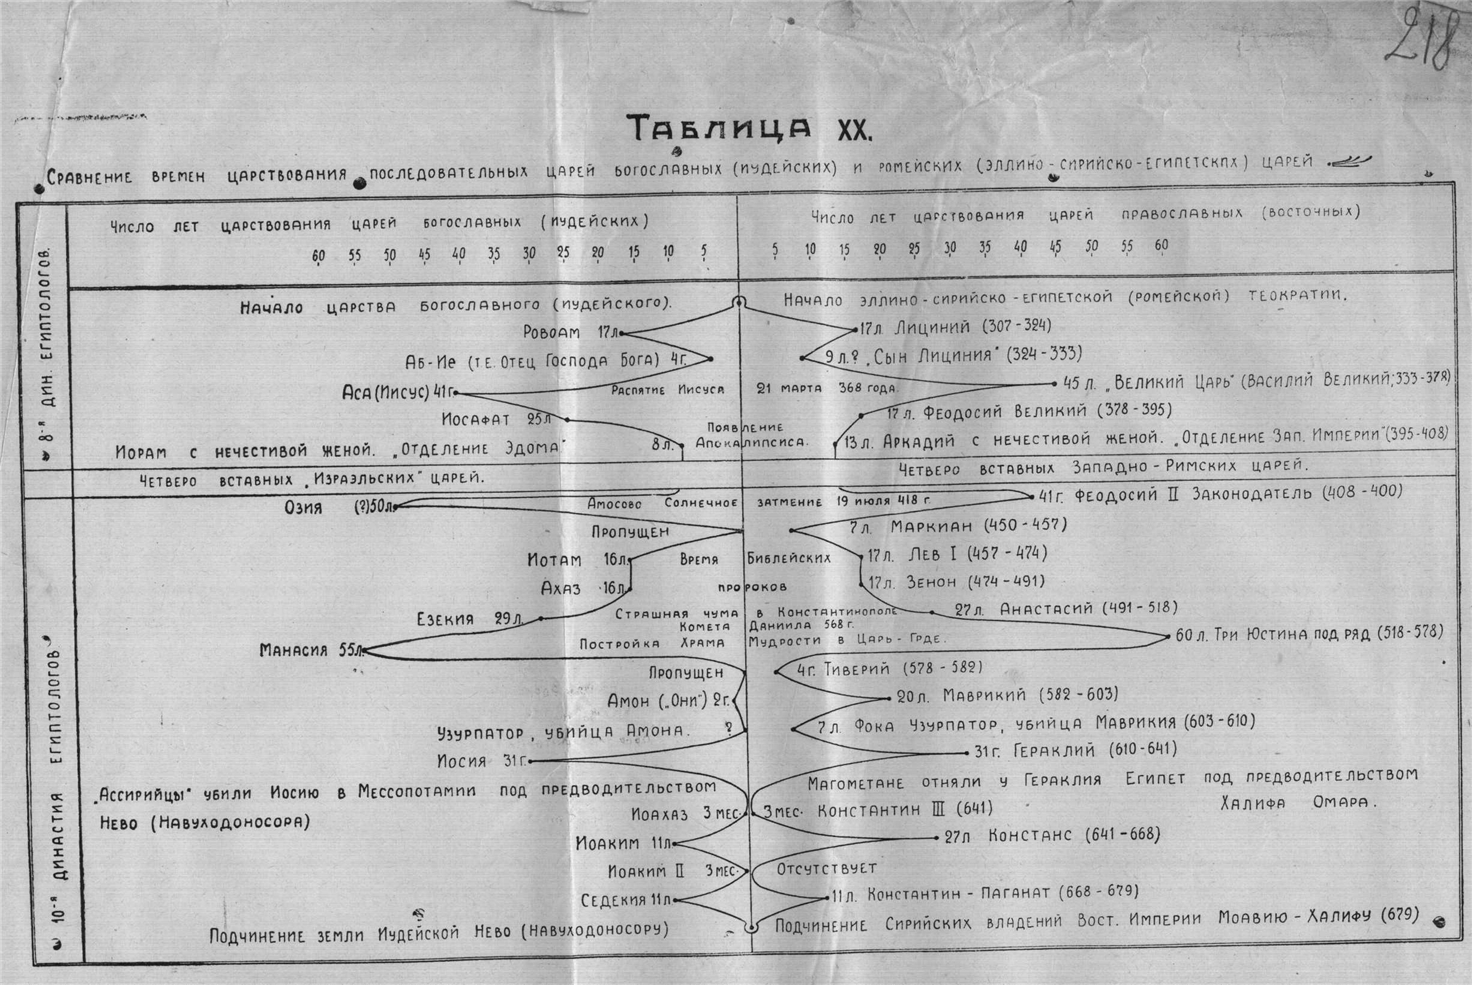 218
Таблица XX.
Сравнение времен царствования последовательных царей богославных (иудейских) и ромейских (эллино-сирийско-египетских) царей
Число лет царствования царей богославных (иудейских)
60 55 50 45 40 35 30 25 20 15 10 5
Число лет царствования царей православных (восточных)
5 10 15 20 25 30 35 40 45 50 55 60
8-я дин. египтологов.
Начало царства богославного (иудейского).
Начало эллино-сирийско-египетской (ромейской) теократии.
Ровоам 17л.
17л. Лициний (307-324)
Аб-Ие (т.е. Отец Господа Бога) 4г.
9л.? „Сын Лициния" (324-333)
Аса (Иисус) 41г.
Распятие Иисуса 21 марта 368 года.
45л. „Великий Царь" (Василий Великий; 333-378)
Иосафат 25л
17л. Феодосий Великий (378-395)
Появление
Апокалипсиса.
Иорам с нечестивой женой. „Отделение Эдома" 8л.
13л. Аркадий с нечестивой женой. „Отделение Зап. Империи" (395-408)
Четверо вставных „Израэльских" царей.
Четверо вставных Западно-Римских царей.
10-я династия египтологов
Озия (?)50л.
Амосово Солнечное затмение 19 июля 418 г.
41г. Феодосий II Законодатель (408-400)
Пропущен
7л. Маркиан (450-457)
Иотам 16л.
Время Библейских
17л. Лев I (457-474)
Ахаз 16л.
пророков
17л. Зенон (474-491)
Езекия 29л.
Страшная чума в Константинополе
27л. Анастасий (491-518)
Комета Даниила 568г.
Манасия 55л.
Постройка Храма Мудрости в Царь-Грде.
60л. Три Юстина под ряд (518-578)
Пропущен
4г. Тиверий (578-582)
Амон („Они") 2г.
20л. Маврикий (582-603)
Узурпатор, убийца Амона. ?
7л. Фока Узурпатор, убийца Маврикия (603-610)
Иосия 31г.
31г. Гераклий (610-641)
„Ассирийцы" убили Иосию в Мессопотамии под предводительством
Нево (Навуходоносора)
Магометане отняли у Гераклия Египет под предводительством
Халифа Омара.
Иоахаз 3 мес.
3мес. Константин III (641)
Иоаким 11л.
27л Констанс (641-668)
Иоаким II 3 мес.
Отсутствует
Седекия 11л.
11л. Константин-Паганат (668-679)
Подчинение земли Иудейской Нево (Навуходоносору)
Подчинение Сирийских владений Вост. Империи Моавию-Халифу (679)